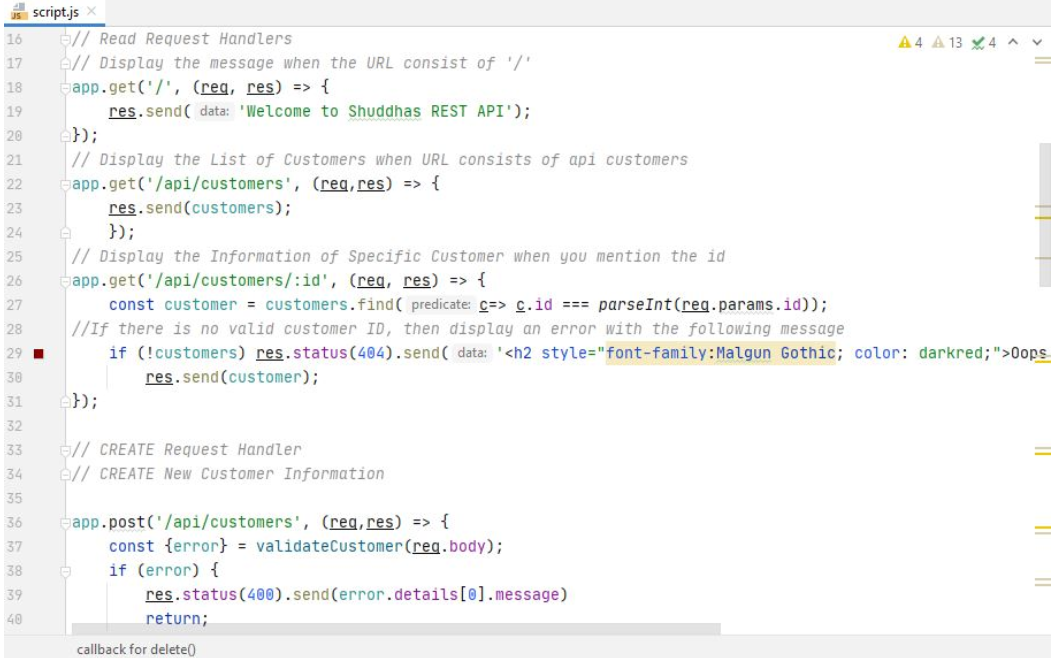 script.js
4 13 4
16 // Read Request Handlers
17 // Display the message when the URL consist of '/'
18 app.get('/', (req, res) => {
19 res.send( data: 'Welcome to Shuddhas REST API');
20 });
21 // Display the List of Customers when URL consists of api customers
22 app.get('/api/customers', (req,res) => {
23 res.send(customers);
24 });
25 // Display the Information of Specific Customer when you mention the id
26 app.get('/api/customers/:id', (req, res) => {
27 const customer = customers.find( predicate: c=> c.id === parseInt(req.params.id));
28 //If there is no valid customer ID, then display an error with the following message
29 if (!customers) res.status(404).send( data: '<h2 style="font-family:Malgun Gothic; color: darkred;">Oops
30 res.send(customer);
31 });
32
33 // CREATE Request Handler
34 // CREATE New Customer Information
35
36 app.post('/api/customers', (req,res) => {
37 const {error} = validateCustomer(req.body);
38 if (error) {
39 res.status(400).send(error.details[0].message)
40 return;
callback for delete()